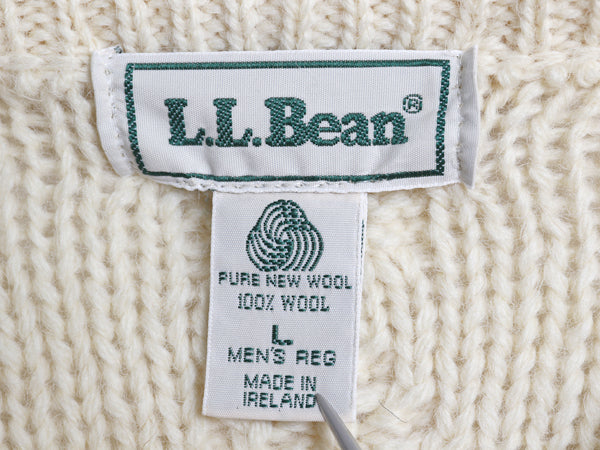 L.L.Bean®
PURE NEW WOOL
100% WOOL
L
MEN'S REG
MADE IN
IRELAND